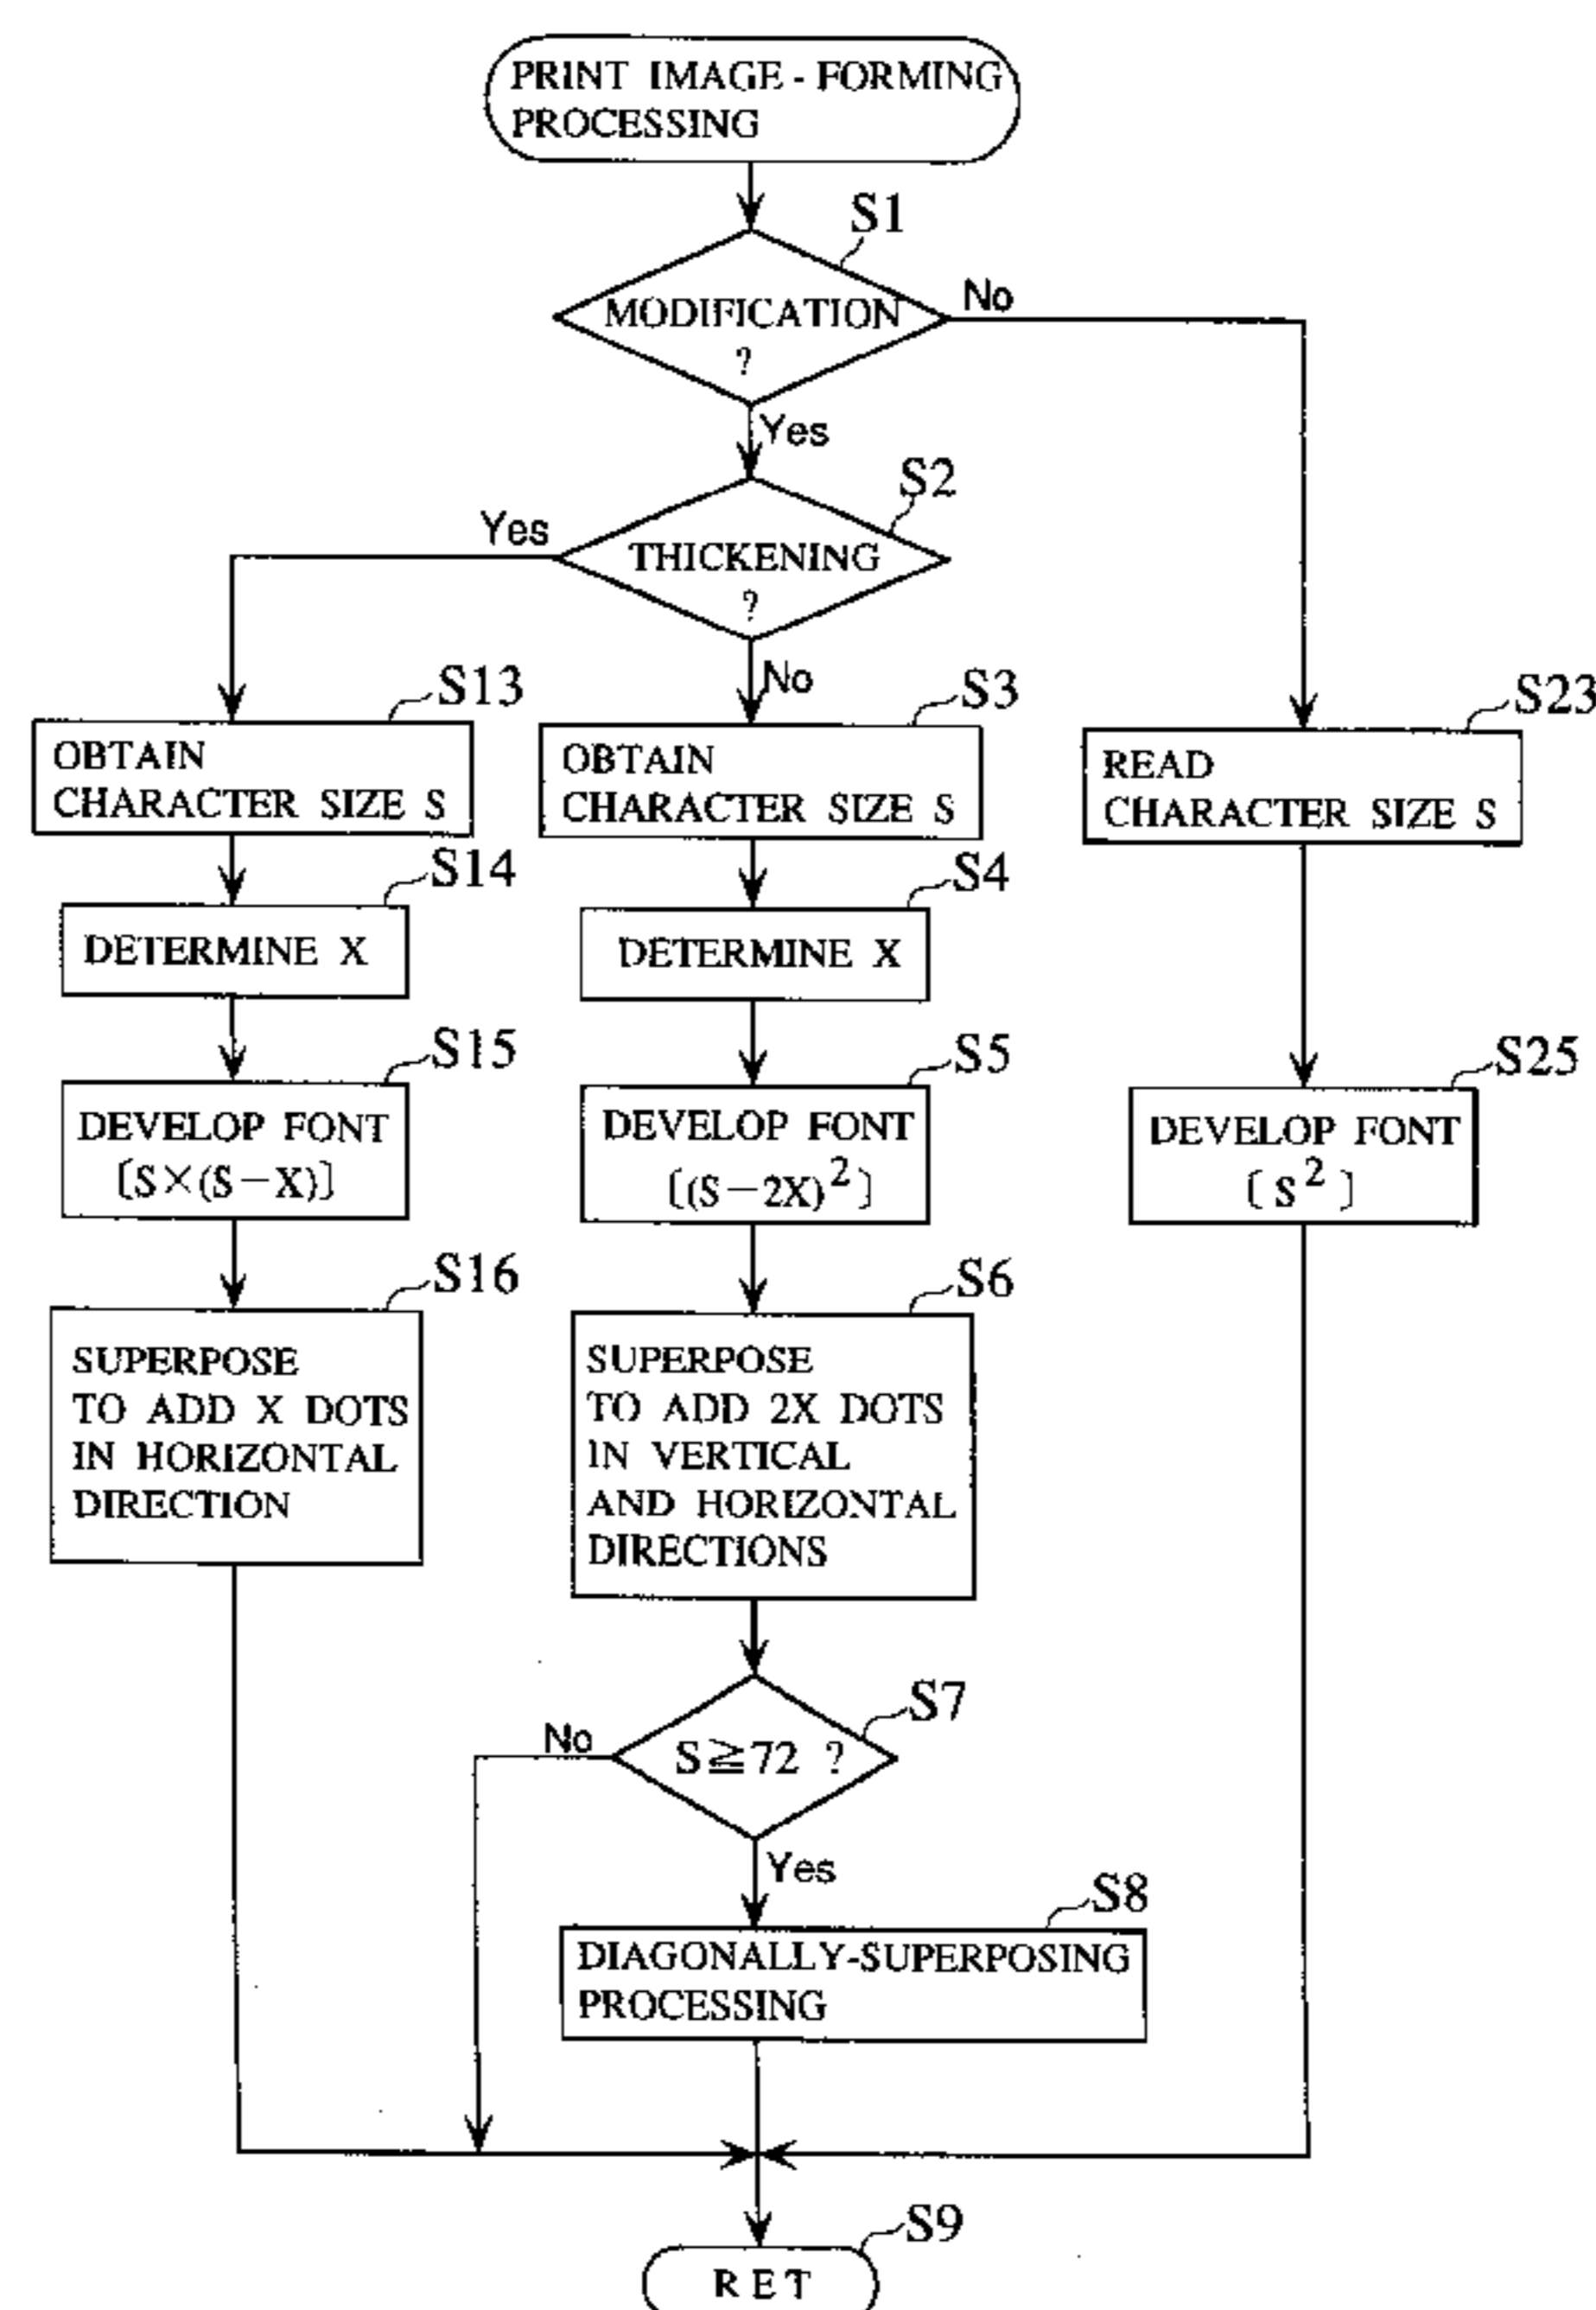 PRINT IMAGE-FORMING
PROCESSING
S1
MODIFICATION
?
No
Yes
S2
THICKENING
?
Yes
No
S13
OBTAIN
CHARACTER SIZE S
S3
OBTAIN
CHARACTER SIZE S
S23
READ
CHARACTER SIZE S
S14
DETERMINE X
S4
DETERMINE X
S15
DEVELOP FONT
[S×(S−X)]
S5
DEVELOP FONT
[(S−2X)²]
S25
DEVELOP FONT
[S²]
S16
SUPERPOSE
TO ADD X DOTS
IN HORIZONTAL
DIRECTION
S6
SUPERPOSE
TO ADD 2X DOTS
IN VERTICAL
AND HORIZONTAL
DIRECTIONS
S7
S≧72 ?
No
Yes
S8
DIAGONALLY-SUPERPOSING
PROCESSING
S9
RET